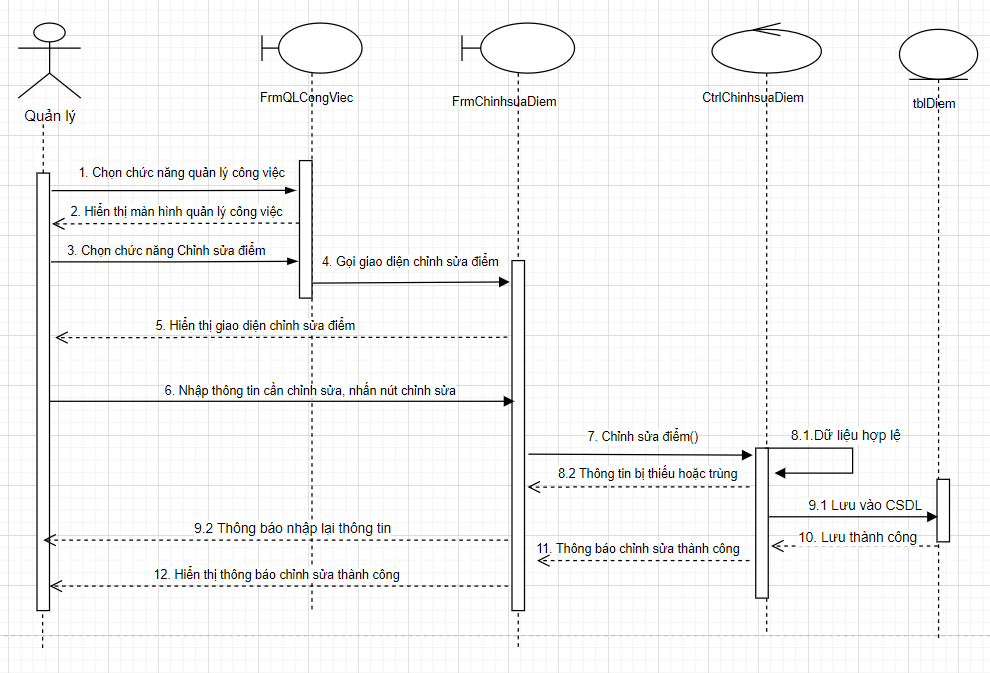 FrmQLCongViec
FrmChinhsuaDiem
CtrlChinhsuaDiem
tblDiem
Quản lý
1. Chọn chức năng quản lý công việc
2. Hiển thị màn hình quản lý công việc
3. Chọn chức năng Chỉnh sửa điểm
4. Gọi giao diện chỉnh sửa điểm
5. Hiển thị giao diện chỉnh sửa điểm
6. Nhập thông tin cần chỉnh sửa, nhấn nút chỉnh sửa
7. Chỉnh sửa điểm()
8.1.Dữ liệu hợp lệ
8.2 Thông tin bị thiếu hoặc trùng
9.1 Lưu vào CSDL
9.2 Thông báo nhập lại thông tin
10. Lưu thành công
11. Thông báo chỉnh sửa thành công
12. Hiển thị thông báo chỉnh sửa thành công